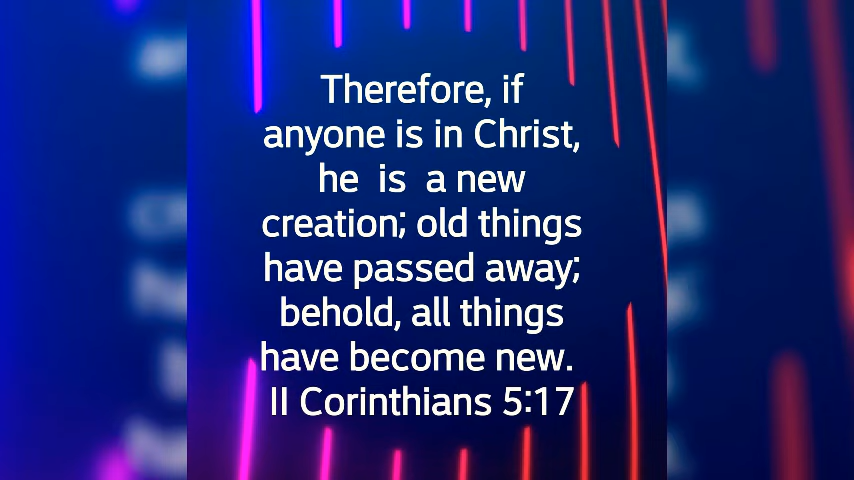 Therefore, if
anyone is in Christ,
he is a new
creation; old things
have passed away;
behold, all things
have become new.
II Corinthians 5:17